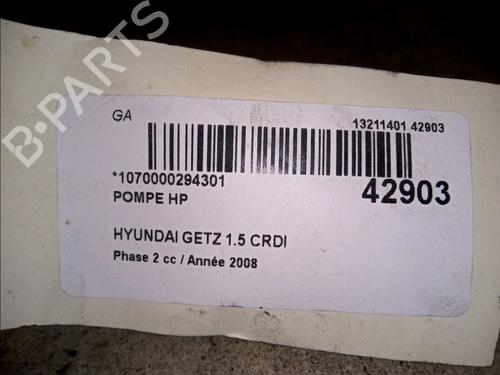 B-PARTS
GA
13211401 42903
*1070000294301
42903
POMPE HP
HYUNDAI GETZ 1.5 CRDI
Phase 2 cc / Année 2008